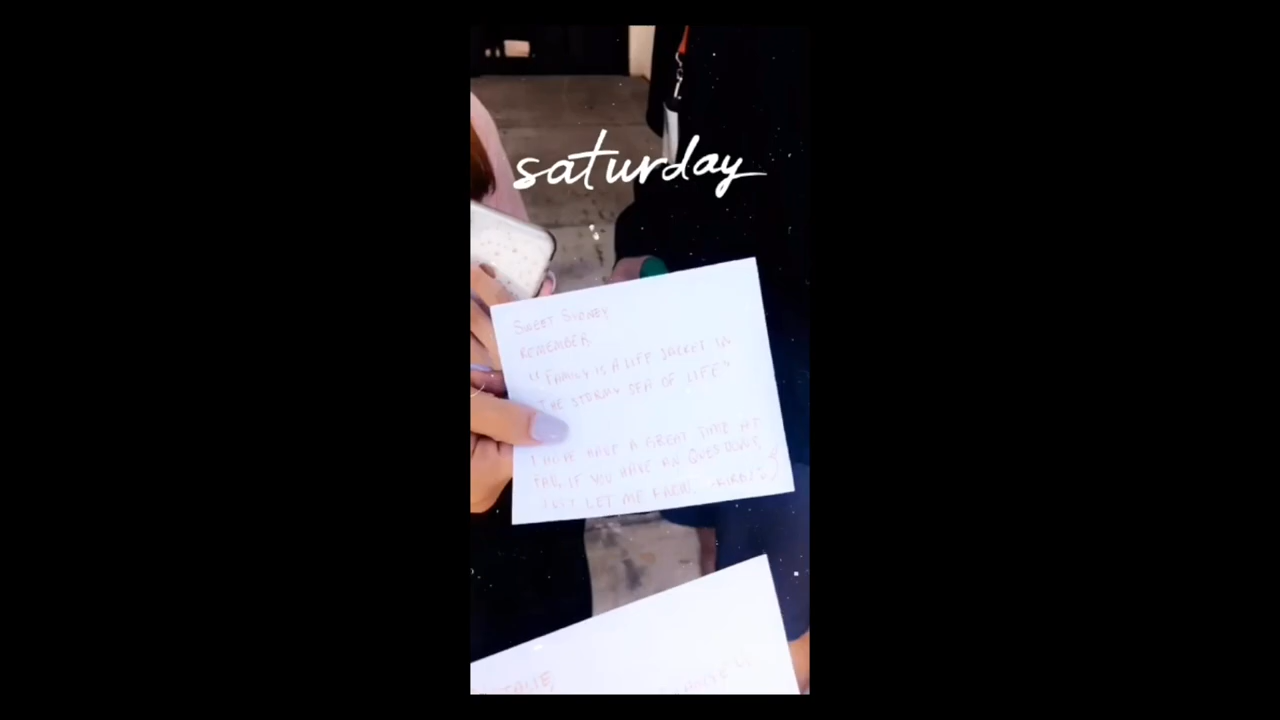 saturday
SWEET SYDNEY
REMEMBER
"FAMILY IS A LIFE JACKET IN
THE STORMY SEA OF LIFE"
I HOPE HAVE A GREAT TIME AT
IF YOU HAVE AN QUESTIONS
JUST LET ME KNOW.